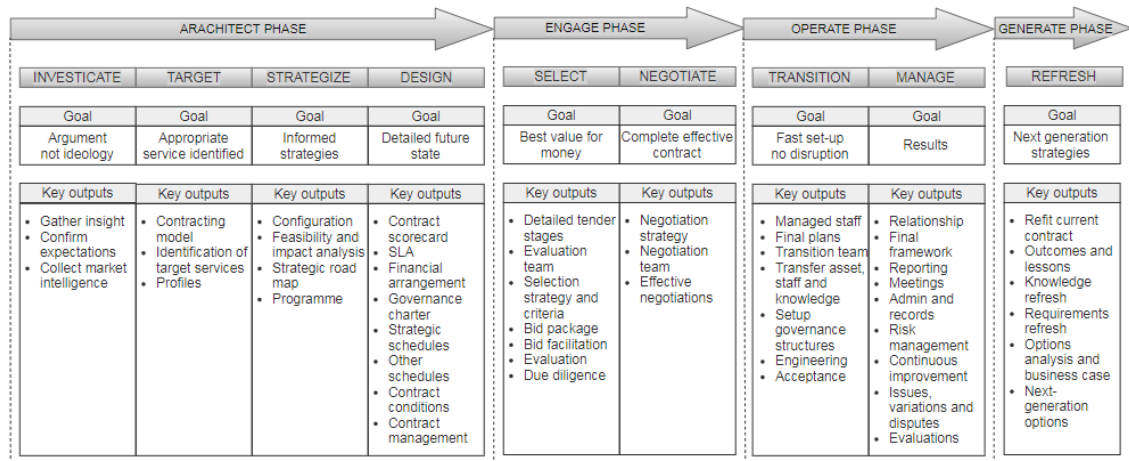 ARACHITECT PHASE
ENGAGE PHASE
OPERATE PHASE
GENERATE PHASE
INVESTICATE
TARGET
STRATEGIZE
DESIGN
SELECT
NEGOTIATE
TRANSITION
MANAGE
REFRESH
Goal
Argument
not ideology
Goal
Appropriate
service identified
Goal
Informed
strategies
Goal
Detailed future
state
Goal
Best value for
money
Goal
Complete effective
contract
Goal
Fast set-up
no disruption
Goal
Results
Goal
Next generation
strategies
Key outputs
• Gather insight
• Confirm
expectations
• Collect market
intelligence
Key outputs
• Contracting
model
• Identification of
target services
• Profiles
Key outputs
• Configuration
• Feasibility and
impact analysis
• Strategic road
map
• Programme
Key outputs
• Contract
scorecard
• SLA
• Financial
arrangement
• Governance
charter
• Strategic
schedules
• Other
schedules
• Contract
conditions
• Contract
management
Key outputs
• Detailed tender
stages
• Evaluation
team
• Selection
strategy and
criteria
• Bid package
• Bid facilitation
• Evaluation
• Due diligence
Key outputs
• Negotiation
strategy
• Negotiation
team
• Effective
negotiations
Key outputs
• Managed staff
• Final plans
• Transition team
• Transfer asset,
staff and
knowledge
• Setup
governance
structures
• Engineering
• Acceptance
Key outputs
• Relationship
• Final
framework
• Reporting
• Meetings
• Admin and
records
• Risk
management
• Continuous
improvement
• Issues,
variations and
disputes
• Evaluations
Key outputs
• Refit current
contract
• Outcomes and
lessons
• Knowledge
refresh
• Requirements
refresh
• Options
analysis and
business case
• Next-
generation
options